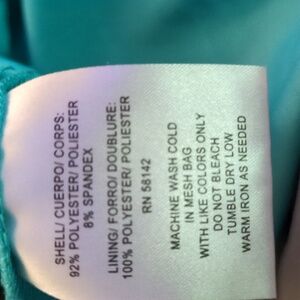 SHELL/ CUERPO/ CORPS:
92% POLYESTER/ POLIESTER
8% SPANDEX
LINING/ FORRO/ DOUBLURE:
100% POLYESTER/ POLIESTER
RN 58142
MACHINE WASH COLD
IN MESH BAG
WITH LIKE COLORS ONLY
DO NOT BLEACH
TUMBLE DRY LOW
WARM IRON AS NEEDED